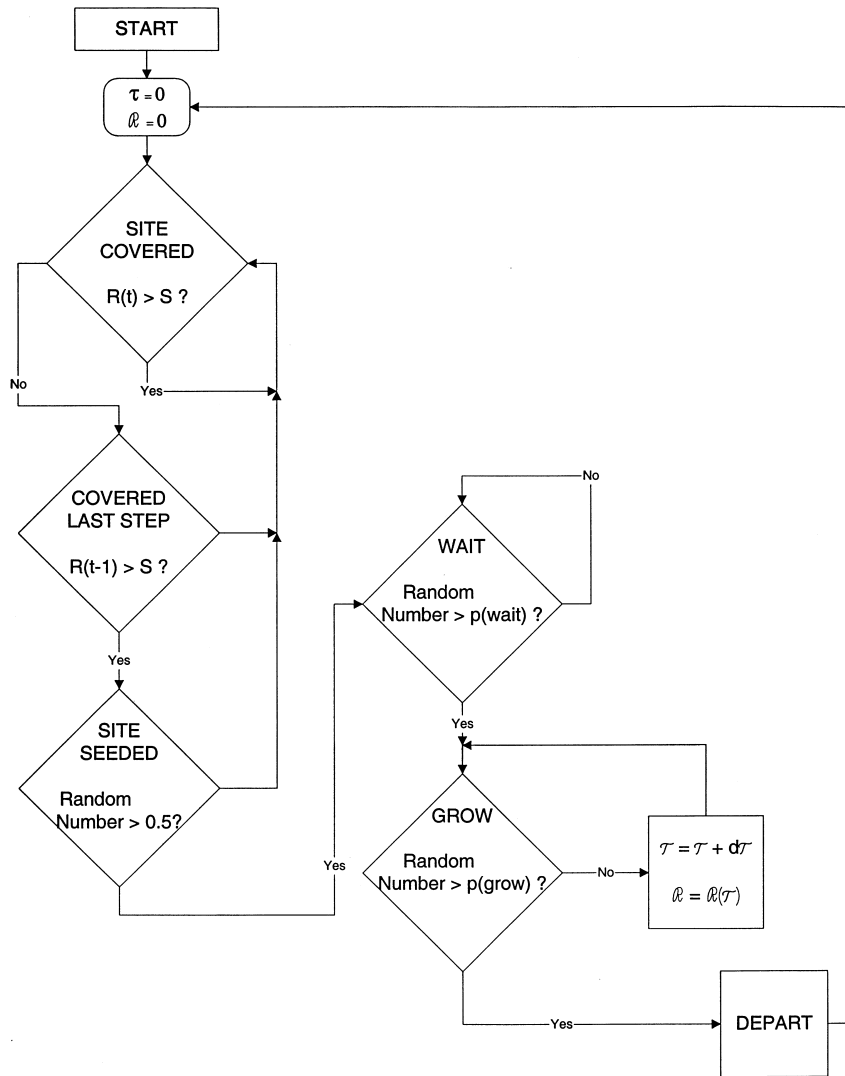 START
τ = 0
ℛ = 0
SITE
COVERED
R(t) > S ?
No
Yes
COVERED
LAST STEP
R(t-1) > S ?
Yes
SITE
SEEDED
Random
Number > 0.5?
Yes
No
WAIT
Random
Number > p(wait) ?
Yes
GROW
Random
Number > p(grow) ?
No
𝒯 = 𝒯 + d𝒯
ℛ = ℛ(𝒯)
Yes
DEPART